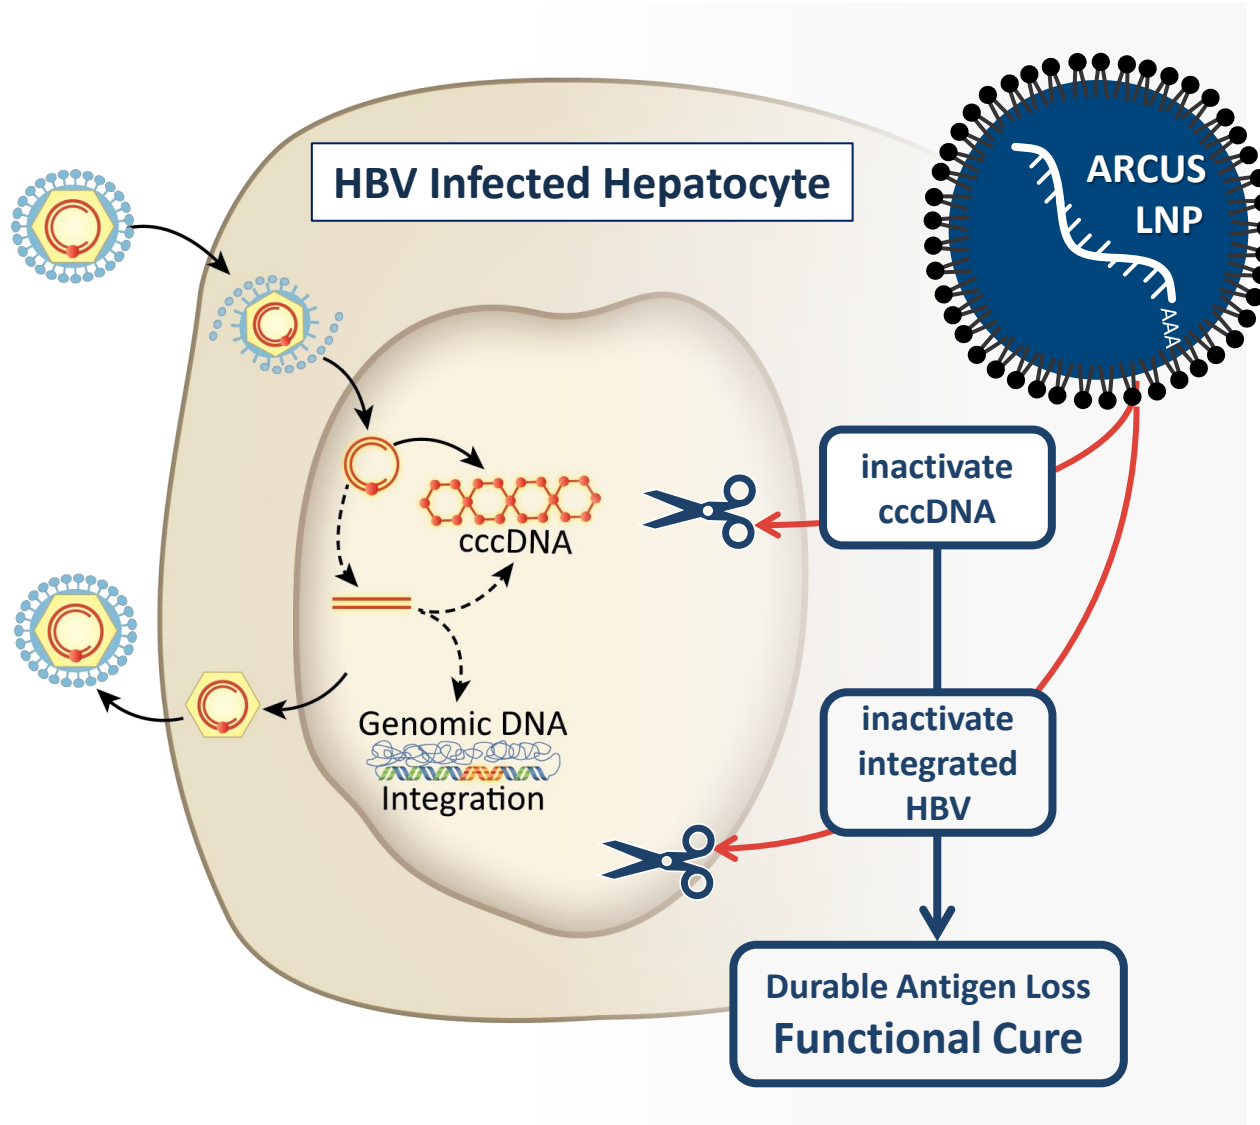 HBV Infected Hepatocyte
ARCUS
LNP
AAA
inactivate
cccDNA
cccDNA
inactivate
integrated
HBV
Genomic DNA
Integration
Durable Antigen Loss
Functional Cure